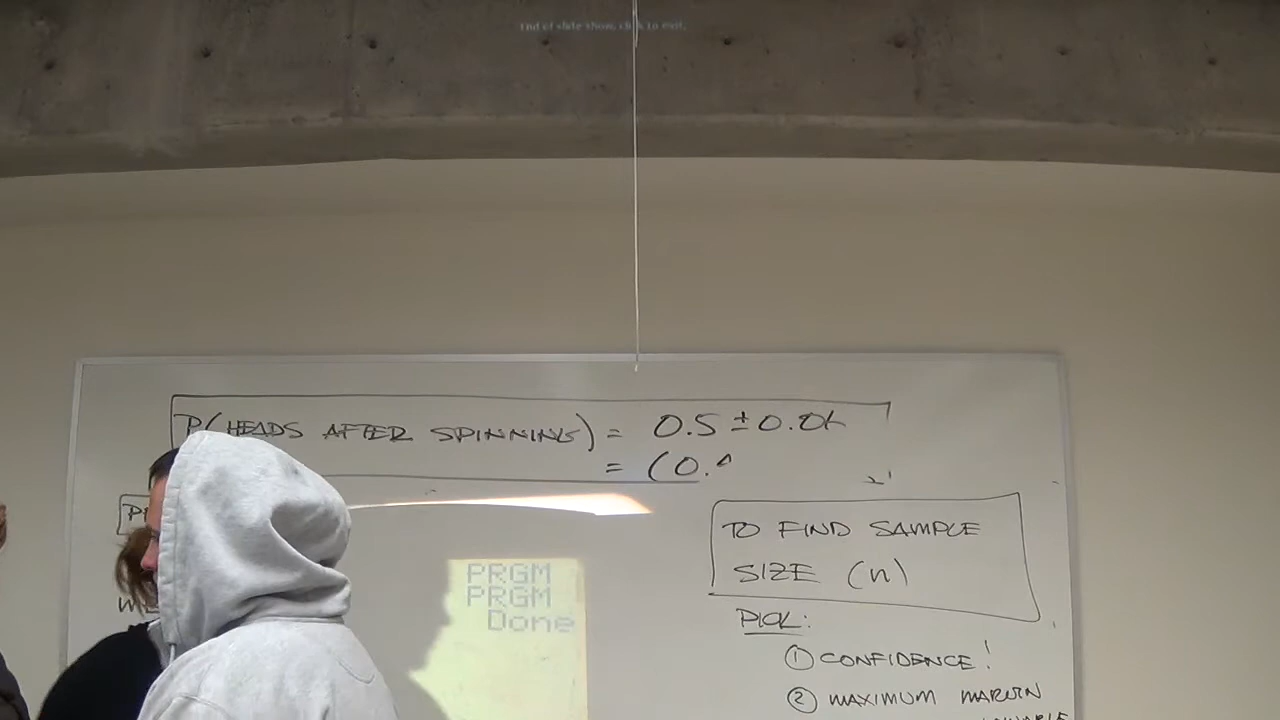 End of slide show, click to exit.
P(HEADS AFTER SPINNING) = 0.5 ± 0.0
= (0.
TO FIND SAMPLE
SIZE (n)
PRGM
PRGM
Done
PICK:
① CONFIDENCE!
② MAXIMUM MARGIN